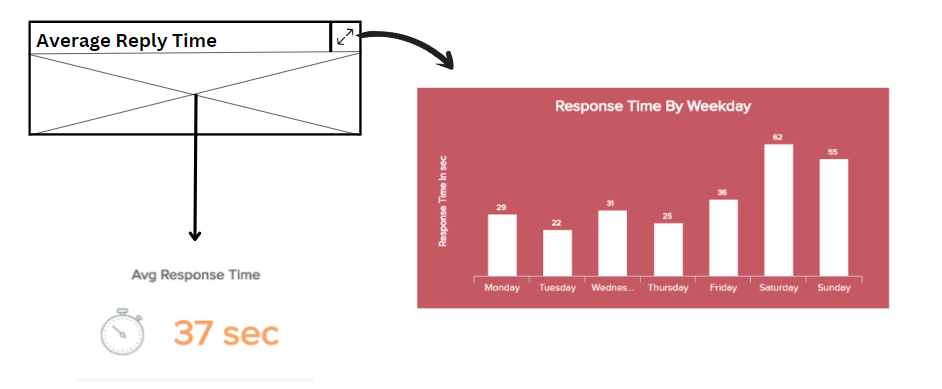 Average Reply Time
Response Time By Weekday
Response Time In sec
29
22
31
25
36
62
55
Monday
Tuesday
Wednes...
Thursday
Friday
Saturday
Sunday
Avg Response Time
37 sec